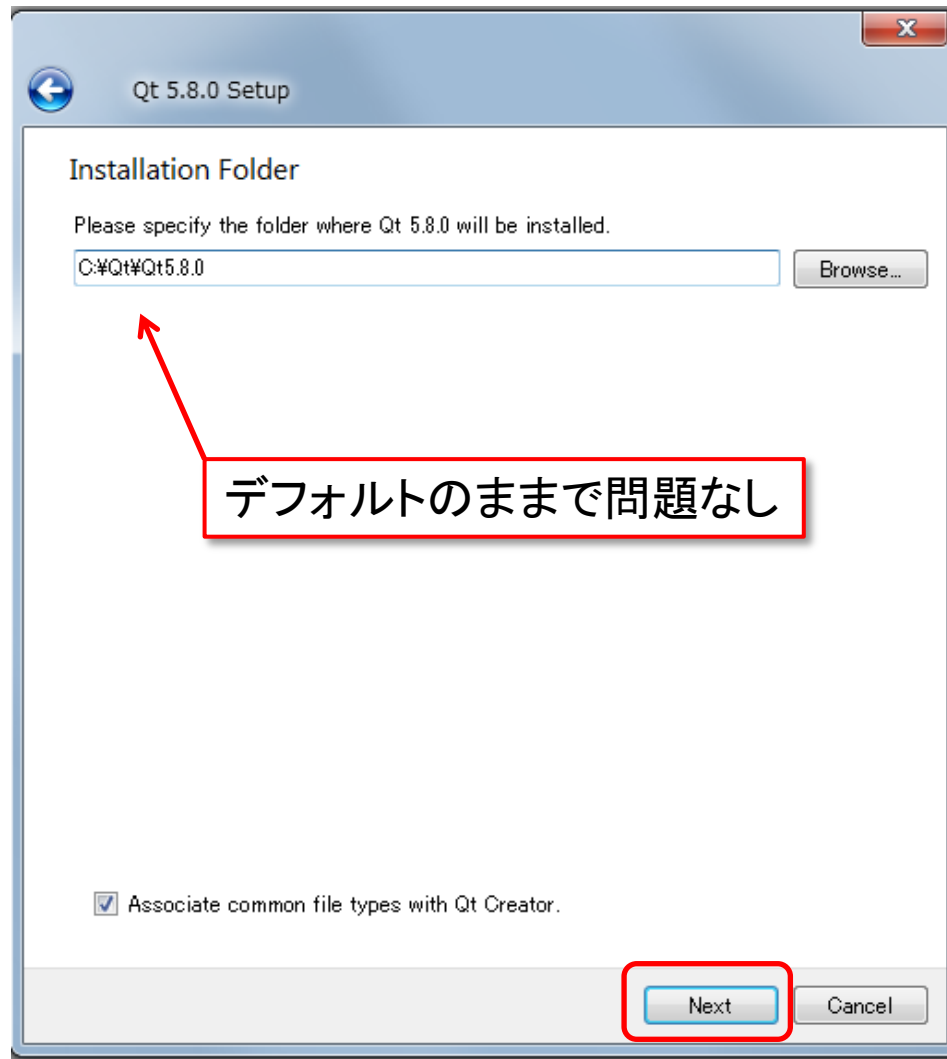 Qt 5.8.0 Setup
Installation Folder
Please specify the folder where Qt 5.8.0 will be installed.
C:¥Qt¥Qt5.8.0
Browse...
デフォルトのままで問題なし
Associate common file types with Qt Creator.
Next
Cancel